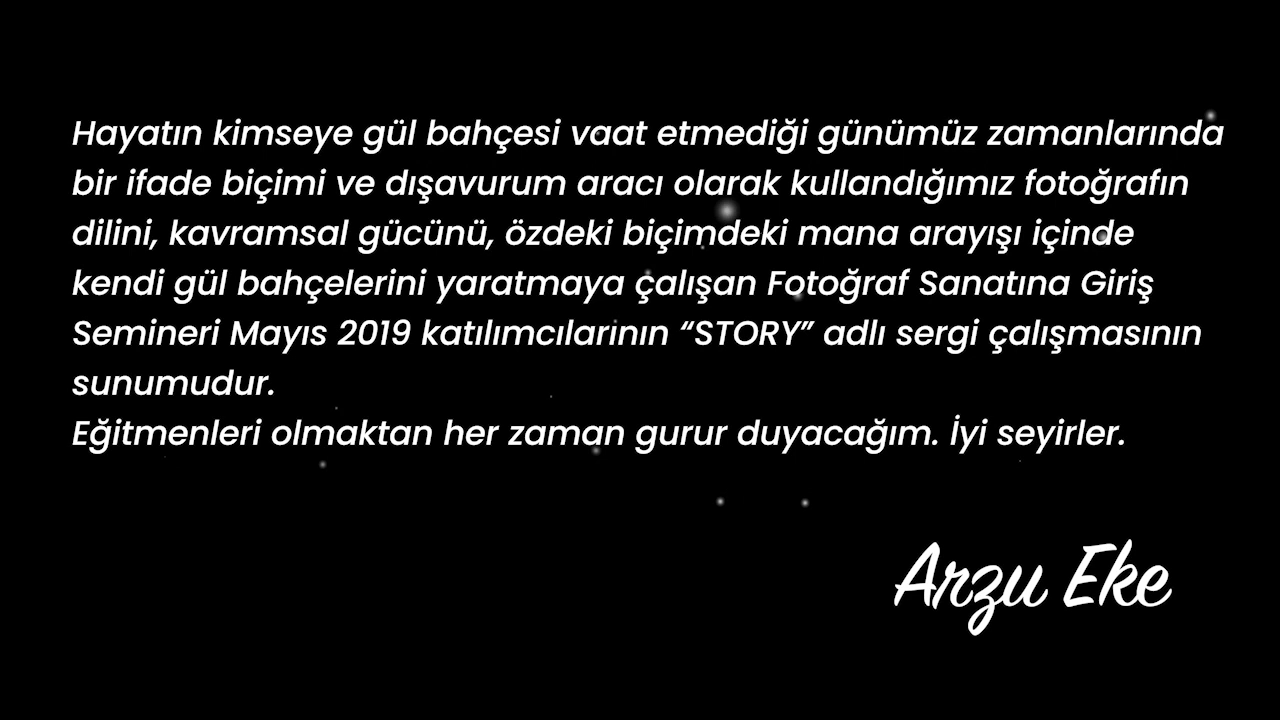 Hayatın kimseye gül bahçesi vaat etmediği günümüz zamanlarında
bir ifade biçimi ve dışavurum aracı olarak kullandığımız fotoğrafın
dilini, kavramsal gücünü, özdeki biçimdeki mana arayışı içinde
kendi gül bahçelerini yaratmaya çalışan Fotoğraf Sanatına Giriş
Semineri Mayıs 2019 katılımcılarinın “STORY” adlı sergi çalışmasının
sunumudur.
Eğitmenleri olmaktan her zaman gurur duyacağım. İyi seyirler.
Arzu Eke